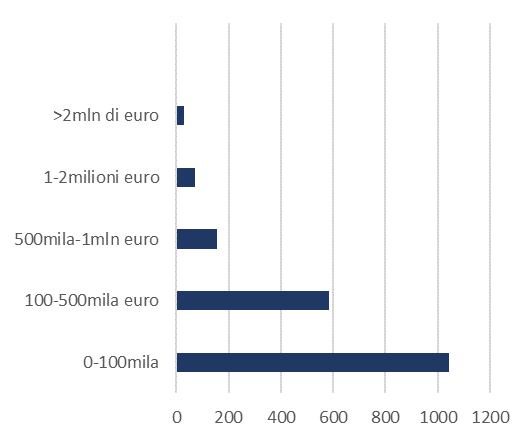 >2mln di euro
1-2milioni euro
500mila-1mln euro
100-500mila euro
0-100mila
0 200 400 600 800 1000 1200